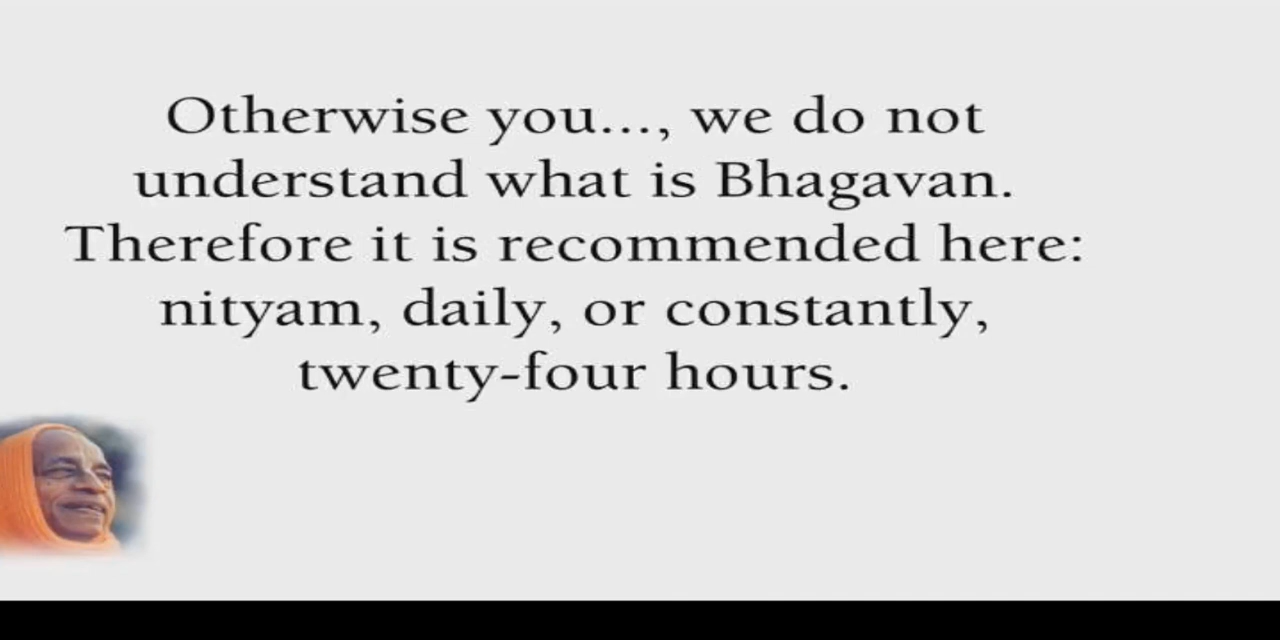 Otherwise you..., we do not
understand what is Bhagavan.
Therefore it is recommended here:
nityam, daily, or constantly,
twenty-four hours.